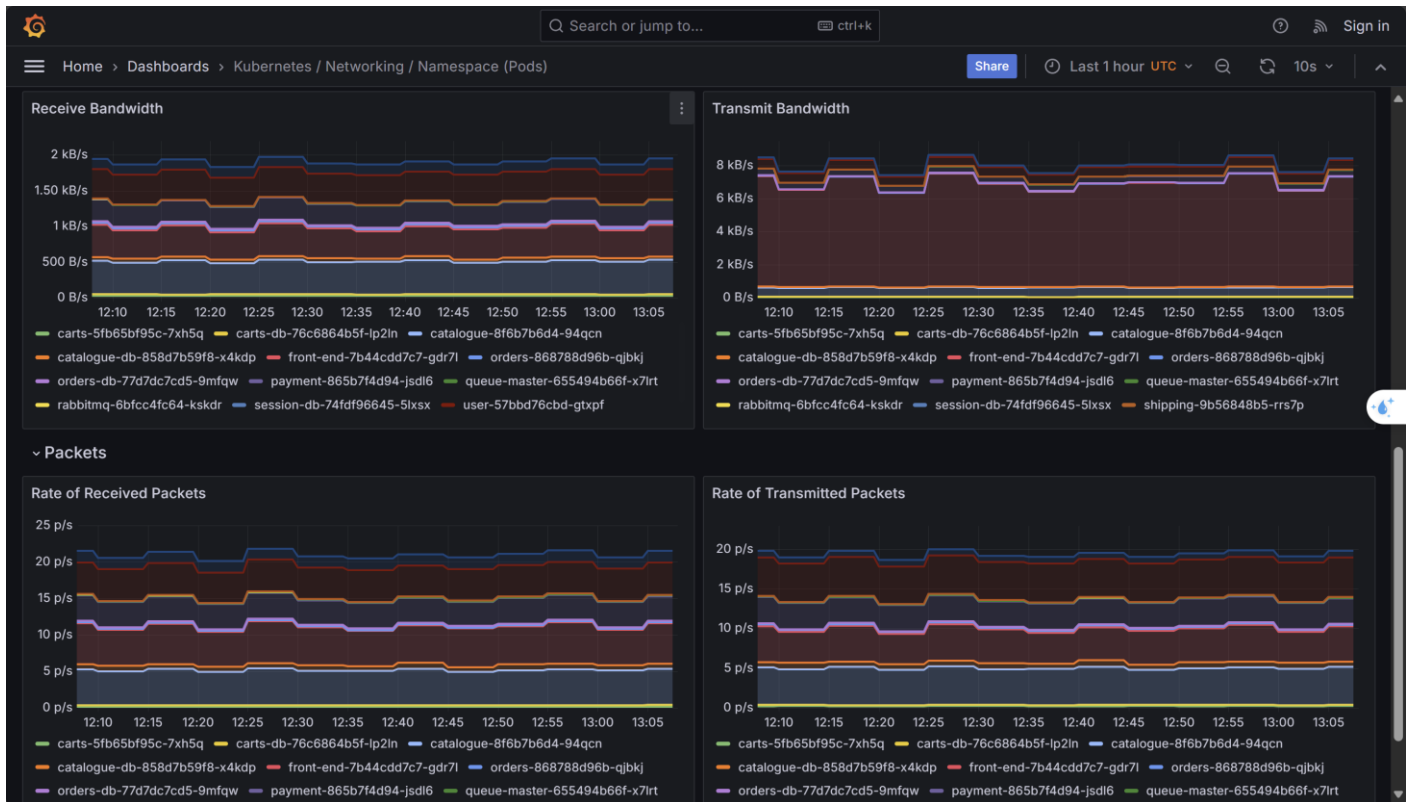 Search or jump to... ctrl+k Sign in
Home › Dashboards › Kubernetes / Networking / Namespace (Pods) Share Last 1 hour UTC 10s
Receive Bandwidth
2 kB/s
1.50 kB/s
1 kB/s
500 B/s
0 B/s
12:10 12:15 12:20 12:25 12:30 12:35 12:40 12:45 12:50 12:55 13:00 13:05
carts-5fb65bf95c-7xh5q carts-db-76c6864b5f-lp2ln catalogue-8f6b7b6d4-94qcn
catalogue-db-858d7b59f8-x4kdp front-end-7b44cdd7c7-gdr7l orders-868788d96b-qjbkj
orders-db-77d7dc7cd5-9mfqw payment-865b7f4d94-jsdl6 queue-master-655494b66f-x7lrt
rabbitmq-6bfcc4fc64-kskdr session-db-74fdf96645-5lxsx user-57bbd76cbd-gtxpf
Transmit Bandwidth
8 kB/s
6 kB/s
4 kB/s
2 kB/s
0 B/s
12:10 12:15 12:20 12:25 12:30 12:35 12:40 12:45 12:50 12:55 13:00 13:05
carts-5fb65bf95c-7xh5q carts-db-76c6864b5f-lp2ln catalogue-8f6b7b6d4-94qcn
catalogue-db-858d7b59f8-x4kdp front-end-7b44cdd7c7-gdr7l orders-868788d96b-qjbkj
orders-db-77d7dc7cd5-9mfqw payment-865b7f4d94-jsdl6 queue-master-655494b66f-x7lrt
rabbitmq-6bfcc4fc64-kskdr session-db-74fdf96645-5lxsx shipping-9b56848b5-rrs7p
Packets
Rate of Received Packets
25 p/s
20 p/s
15 p/s
10 p/s
5 p/s
0 p/s
12:10 12:15 12:20 12:25 12:30 12:35 12:40 12:45 12:50 12:55 13:00 13:05
carts-5fb65bf95c-7xh5q carts-db-76c6864b5f-lp2ln catalogue-8f6b7b6d4-94qcn
catalogue-db-858d7b59f8-x4kdp front-end-7b44cdd7c7-gdr7l orders-868788d96b-qjbkj
orders-db-77d7dc7cd5-9mfqw payment-865b7f4d94-jsdl6 queue-master-655494b66f-x7lrt
Rate of Transmitted Packets
20 p/s
15 p/s
10 p/s
5 p/s
0 p/s
12:10 12:15 12:20 12:25 12:30 12:35 12:40 12:45 12:50 12:55 13:00 13:05
carts-5fb65bf95c-7xh5q carts-db-76c6864b5f-lp2ln catalogue-8f6b7b6d4-94qcn
catalogue-db-858d7b59f8-x4kdp front-end-7b44cdd7c7-gdr7l orders-868788d96b-qjbkj
orders-db-77d7dc7cd5-9mfqw payment-865b7f4d94-jsdl6 queue-master-655494b66f-x7lrt